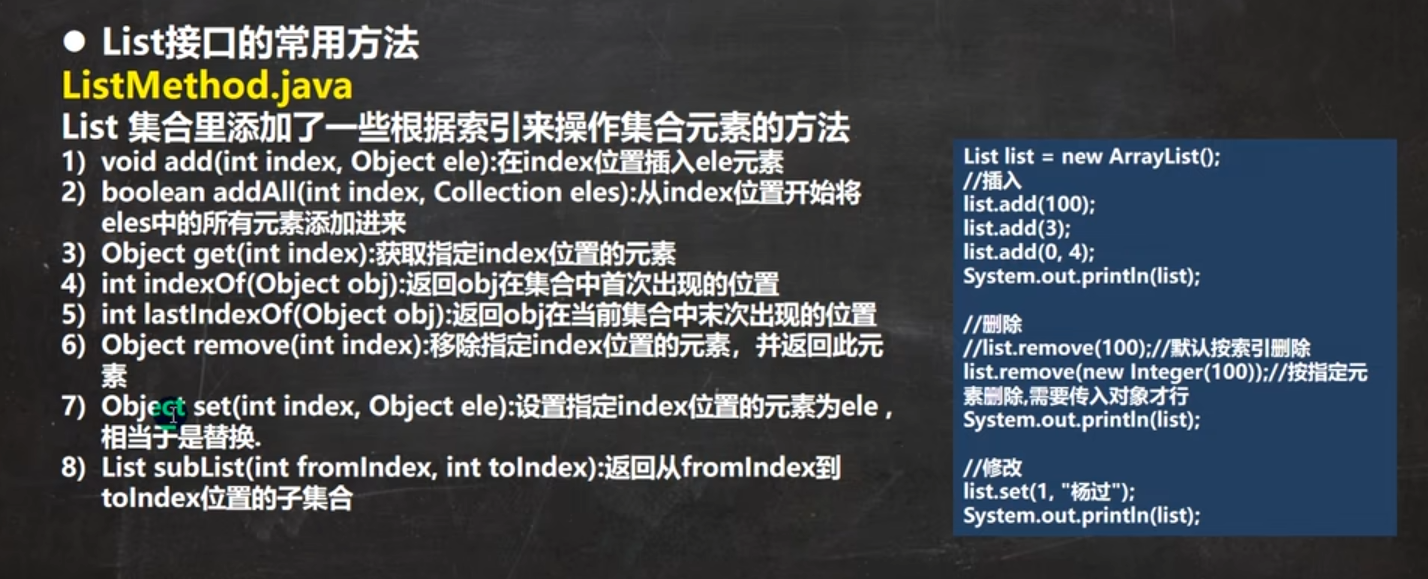 ● List接口的常用方法
ListMethod.java
List 集合里添加了一些根据索引来操作集合元素的方法
1) void add(int index, Object ele):在index位置插入ele元素
2) boolean addAll(int index, Collection eles):从index位置开始将
eles中的所有元素添加进来
3) Object get(int index):获取指定index位置的元素
4) int indexOf(Object obj):返回obj在集合中首次出现的位置
5) int lastIndexOf(Object obj):返回obj在当前集合中末次出现的位置
6) Object remove(int index):移除指定index位置的元素，并返回此元
素
7) Object set(int index, Object ele):设置指定index位置的元素为ele ,
相当于是替换.
8) List subList(int fromIndex, int toIndex):返回从fromIndex到
toIndex位置的子集合
List list = new ArrayList();
//插入
list.add(100);
list.add(3);
list.add(0, 4);
System.out.println(list);
//删除
//list.remove(100);//默认按索引删除
list.remove(new Integer(100));//按指定元
素删除,需要传入对象才行
System.out.println(list);
//修改
list.set(1, "杨过");
System.out.println(list);